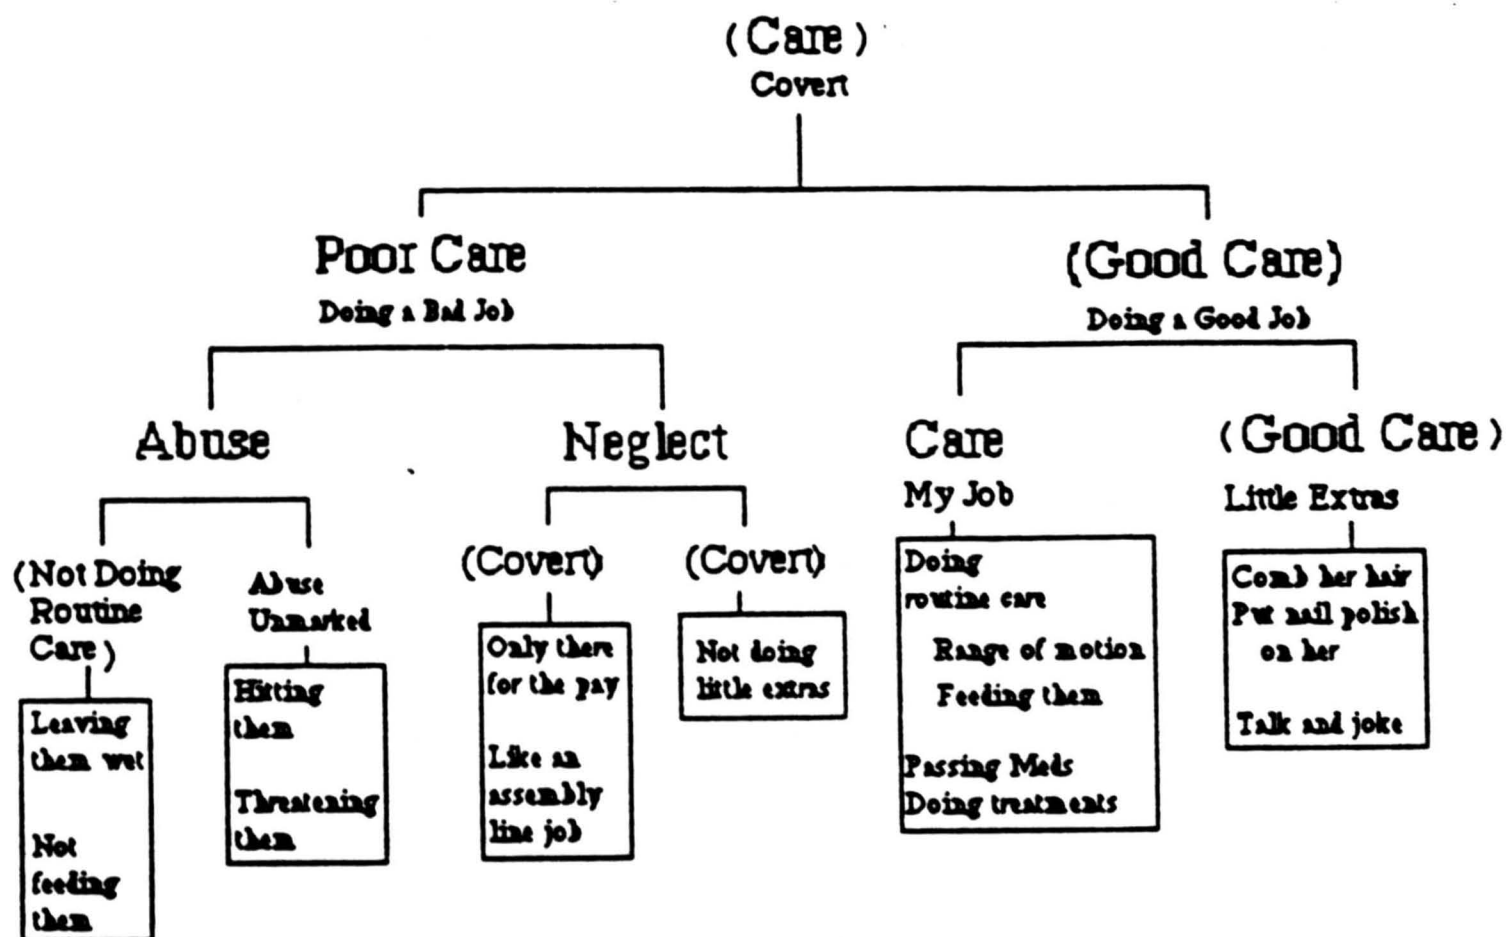 (Care)
Covert
Poor Care
Doing a Bad Job
(Good Care)
Doing a Good Job
Abuse
Neglect
Care
My Job
(Good Care)
Little Extras
(Not Doing
Routine
Care)
Abuse
Unmarked
(Covert)
(Covert)
Leaving
them wet
Not
feeding
them
Hitting
them
Threatening
them
Only there
for the pay
Like an
assembly
line job
Not doing
little extras
Doing
routine care
Range of motion
Feeding them
Passing Meds
Doing treatments
Comb her hair
Put nail polish
on her
Talk and joke